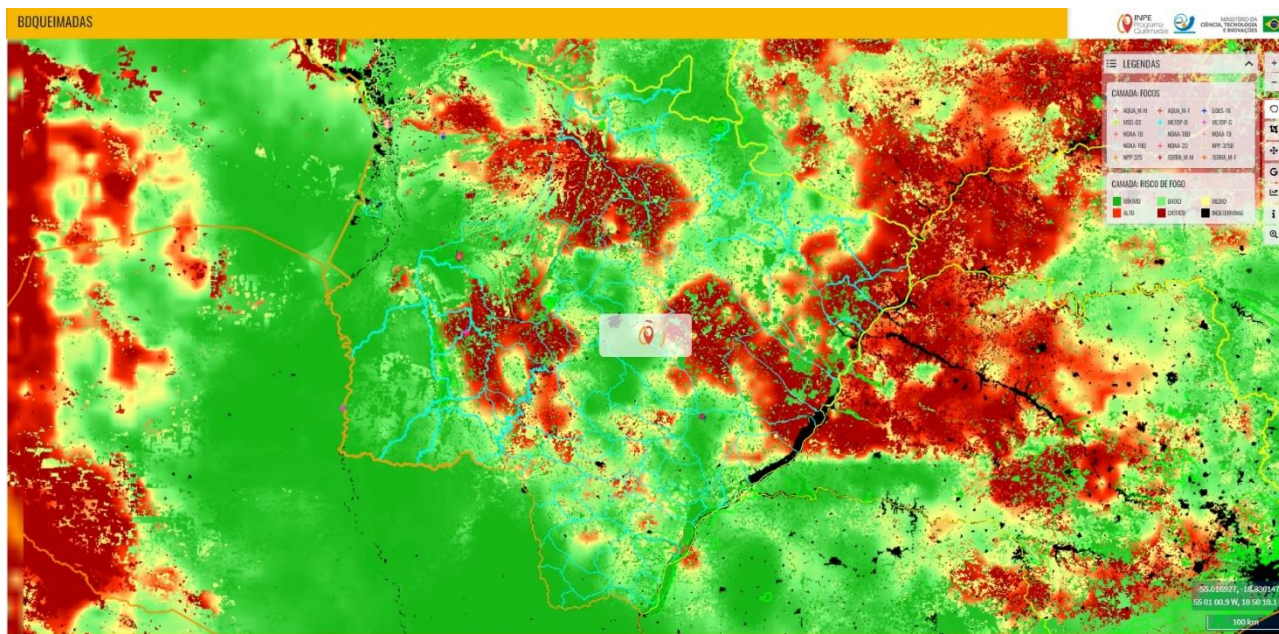 BDQUEIMADAS
INPE
Programa
Queimadas
MINISTÉRIO DA
CIÊNCIA, TECNOLOGIA
E INOVAÇÕES
LEGENDAS
CAMADA: FOCOS
AQUA_M-M AQUA_M-T GOES-16
MSG-03 METOP-B METOP-C
NOAA-18 NOAA-18D NOAA-19
NOAA-19D NOAA-20 NPP-375D
NPP-375 TERRA_M-M TERRA_M-T
CAMADA: RISCO DE FOGO
MÍNIMO BAIXO MÉDIO
ALTO CRÍTICO
-55.016927, -18.830147
55 01 00.9 W, 18 50 10.1
100 km